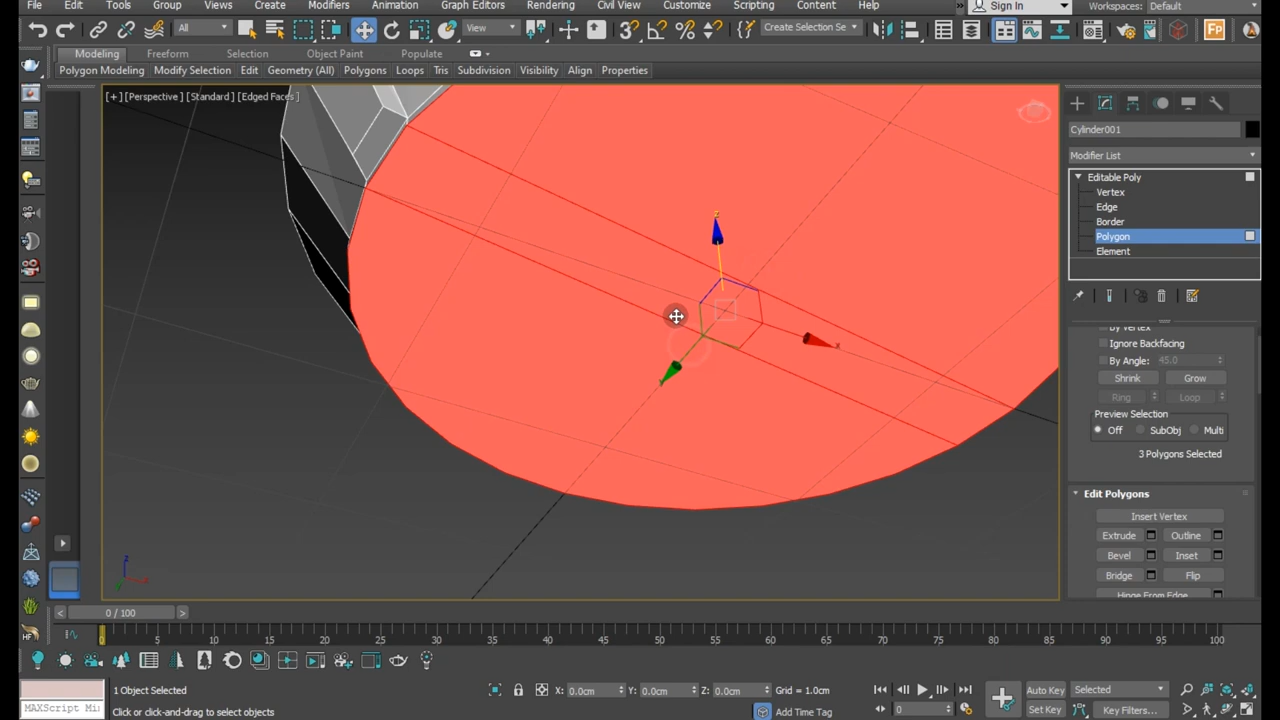 File Edit Tools Group Views Create Modifiers Animation Graph Editors Rendering Civil View Customize Scripting Content Help » Sign In Workspaces: Default
All View Create Selection Se Fp
Modeling Freeform Selection Object Paint Populate
Polygon Modeling Modify Selection Edit Geometry (All) Polygons Loops Tris Subdivision Visibility Align Properties
[+] [Perspective] [Standard] [Edged Faces]
Cylinder001
Modifier List
Editable Poly
Vertex
Edge
Border
Polygon
Element
By Vertex
Ignore Backfacing
By Angle: 45.0
Shrink Grow
Ring Loop
Preview Selection
Off SubObj Multi
3 Polygons Selected
Edit Polygons
Insert Vertex
Extrude Outline
Bevel Inset
Bridge Flip
Hinge From Edge
z
x
y
z
x
y
HF
< 0 / 100 >
0 5 10 15 20 25 30 35 40 45 50 55 60 65 70 75 80 85 90 95 100
1 Object Selected X: 0.0cm Y: 0.0cm Z: 0.0cm Grid = 1.0cm Auto Key Selected
MAXScript Mi Click or click-and-drag to select objects Add Time Tag 0 Set Key Key Filters...